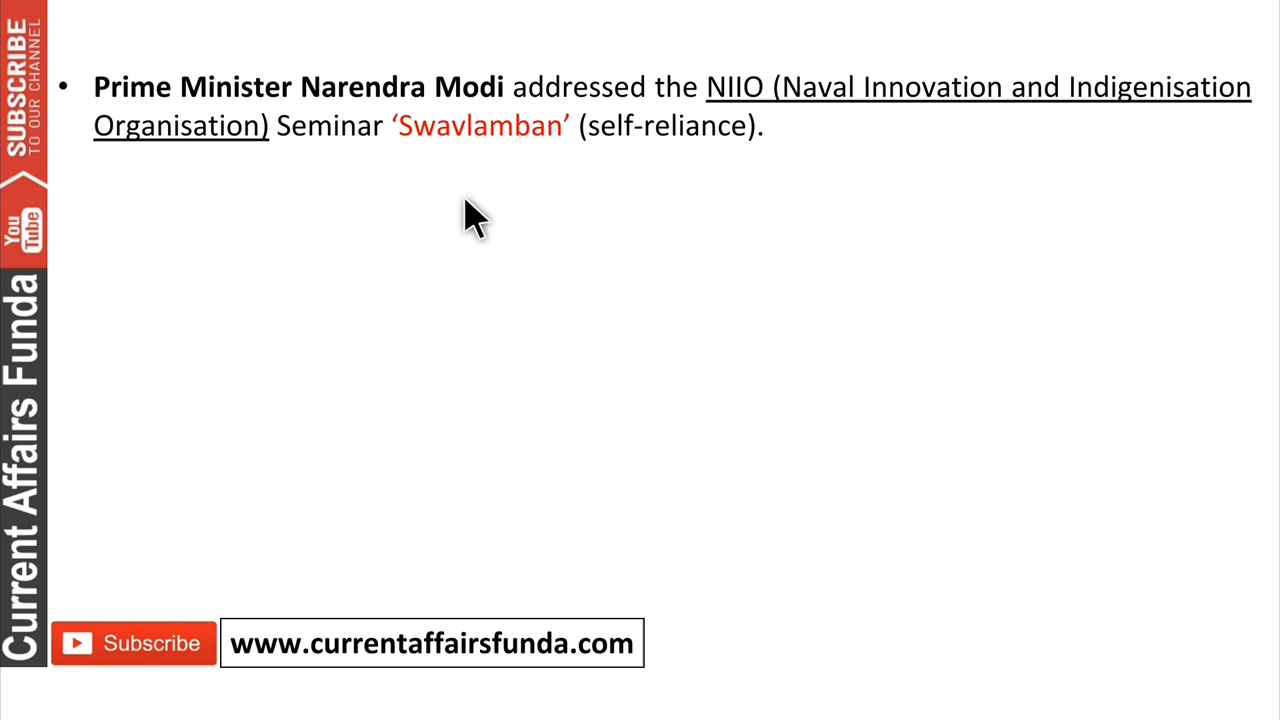 • Prime Minister Narendra Modi addressed the NIIO (Naval Innovation and Indigenisation
Organisation) Seminar ‘Swavlamban’ (self-reliance).
SUBSCRIBE
TO OUR CHANNEL
You
Tube
Current Affairs Funda
Subscribe
www.currentaffairsfunda.com